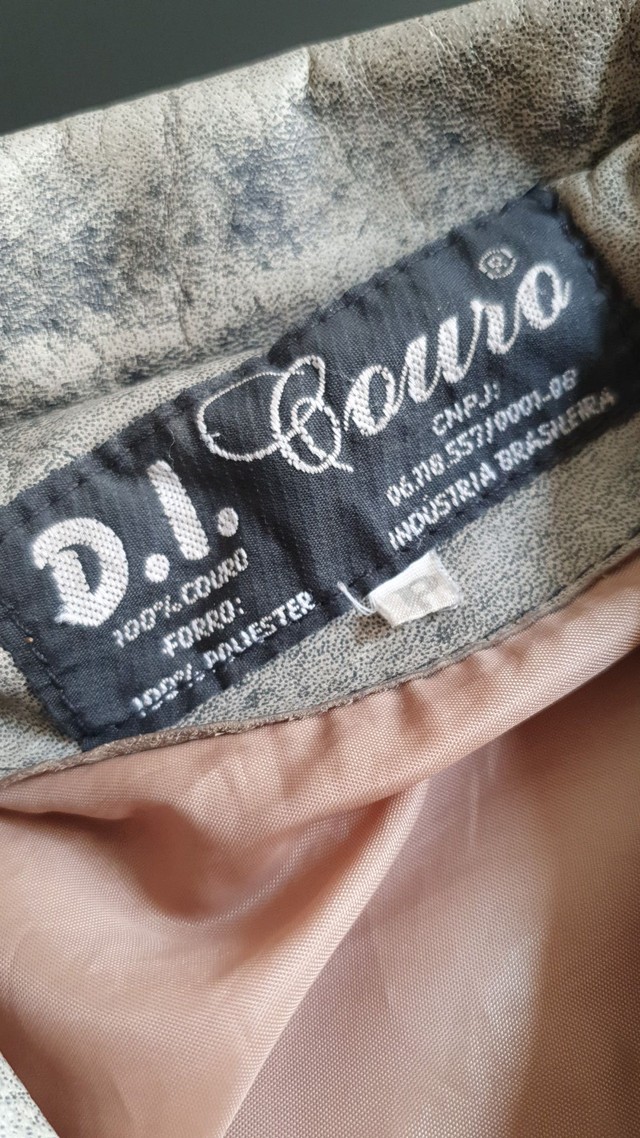 D.I. Couro ®
100% COURO
FORRO:
100% POLIESTER
CNPJ:
06.118.557/0001-08
INDÚSTRIA BRASILEIRA
P